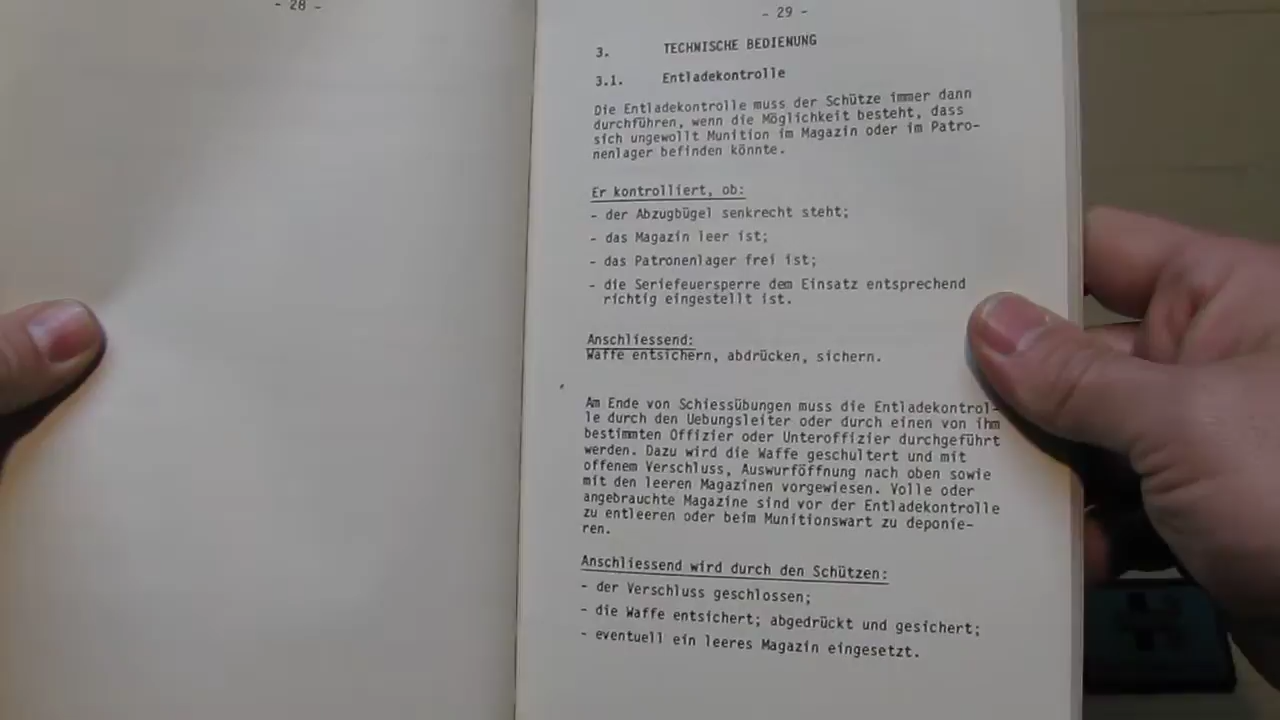 - 28 -
- 29 -
3. TECHNISCHE BEDIENUNG
3.1. Entladekontrolle
Die Entladekontrolle muss der Schütze immer dann
durchführen, wenn die Möglichkeit besteht, dass
sich ungewollt Munition im Magazin oder im Patro-
nenlager befinden könnte.
Er kontrolliert, ob:
- der Abzugbügel senkrecht steht;
- das Magazin leer ist;
- das Patronenlager frei ist;
- die Seriefeuersperre dem Einsatz entsprechend
richtig eingestellt ist.
Anschliessend:
Waffe entsichern, abdrücken, sichern.
Am Ende von Schiessübungen muss die Entladekontrol-
le durch den Uebungsleiter oder durch einen von ihm
bestimmten Offizier oder Unteroffizier durchgeführt
werden. Dazu wird die Waffe geschultert und mit
offenem Verschluss, Auswurföffnung nach oben sowie
mit den leeren Magazinen vorgewiesen. Volle oder
angebrauchte Magazine sind vor der Entladekontrolle
zu entleeren oder beim Munitionswart zu deponie-
ren.
Anschliessend wird durch den Schützen:
- der Verschluss geschlossen;
- die Waffe entsichert; abgedrückt und gesichert;
- eventuell ein leeres Magazin eingesetzt.